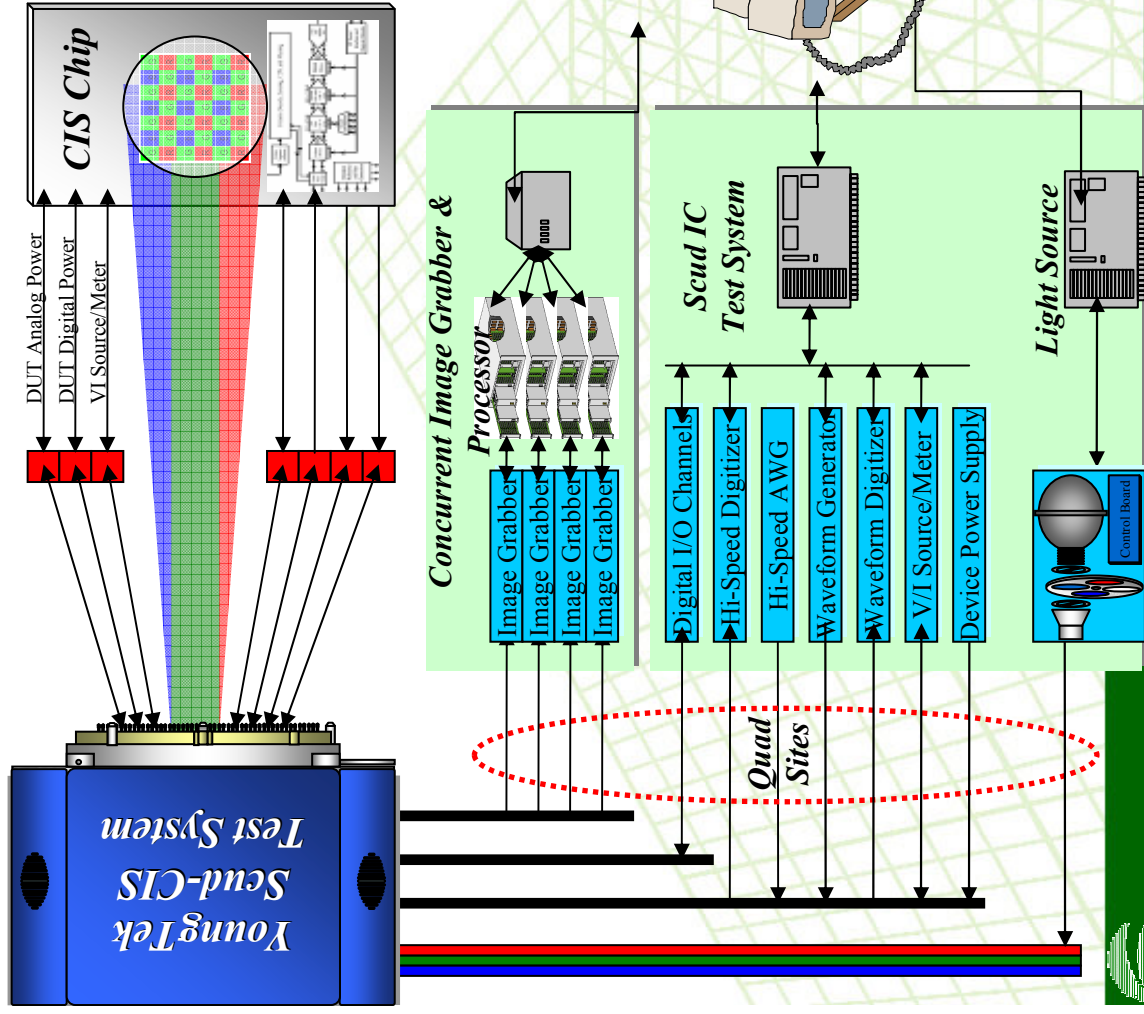 CIS Chip
DUT Analog Power
DUT Digital Power
VI Source/Meter
YoungTek
Scud-CIS
Test System
Concurrent Image Grabber &
Processor
Image Grabber
Image Grabber
Image Grabber
Image Grabber
Scud IC
Test System
Digital I/O Channels
Hi-Speed Digitizer
Hi-Speed AWG
Waveform Generator
Waveform Digitizer
V/I Source/Meter
Device Power Supply
Quad
Sites
Light Source
Control Board